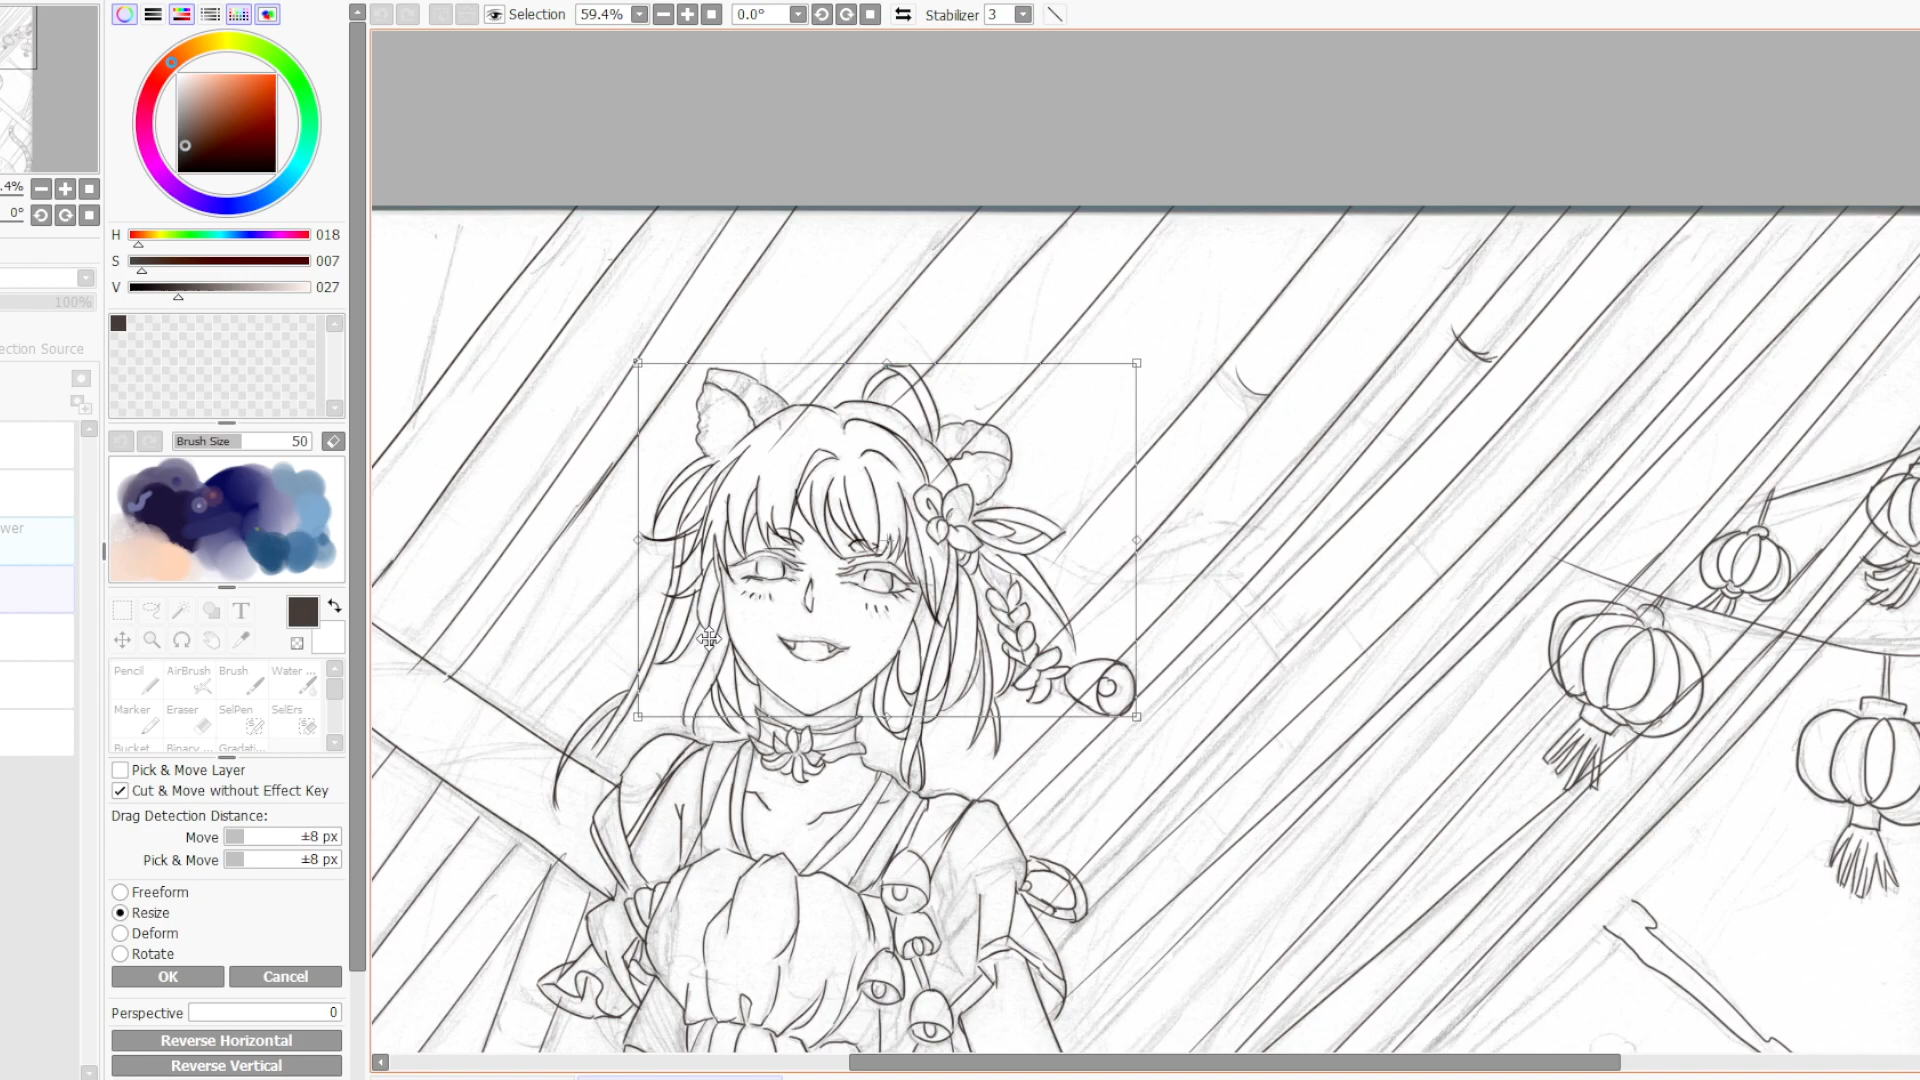 Selection 59.4% 0.0° Stabilizer 3
.4%
0°
H 018
S 007
V 027
100%
ection Source
Brush Size 50
wer
T
Pencil AirBrush Brush Water ...
Marker Eraser SelPen SelErs
Bucket Binary ... Gradati...
Pick & Move Layer
Cut & Move without Effect Key
Drag Detection Distance:
Move ±8 px
Pick & Move ±8 px
Freeform
Resize
Deform
Rotate
OK Cancel
Perspective 0
Reverse Horizontal
Reverse Vertical